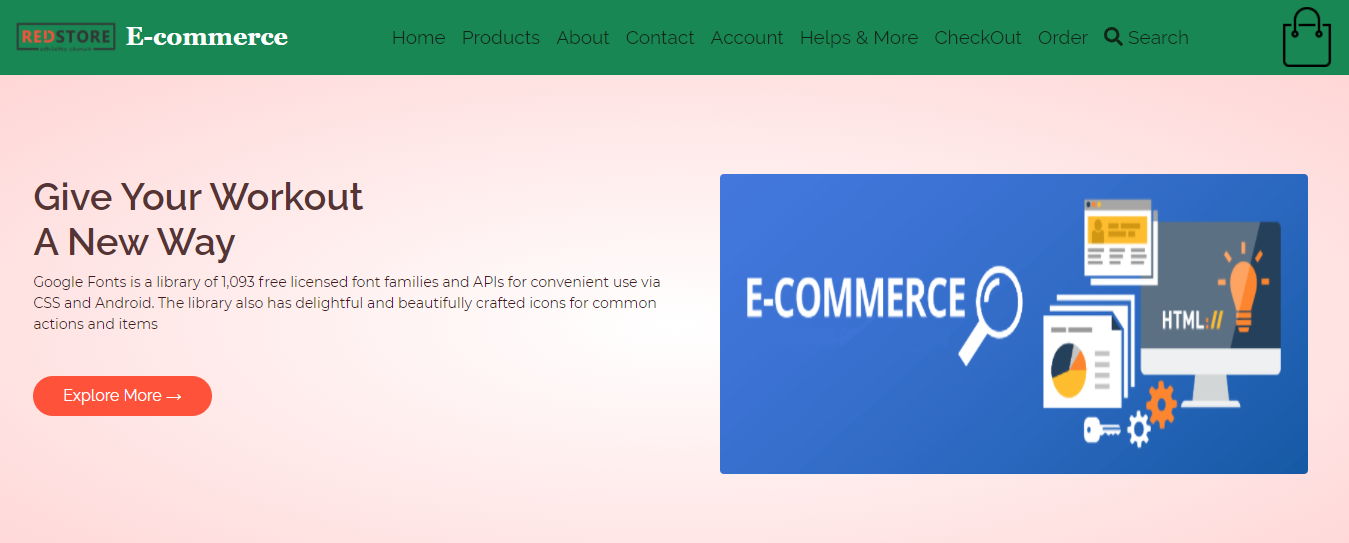 REDSTORE E-commerce Home Products About Contact Account Helps & More CheckOut Order Search
Give Your Workout
A New Way
Google Fonts is a library of 1,093 free licensed font families and APIs for convenient use via
CSS and Android. The library also has delightful and beautifully crafted icons for common
actions and items
Explore More →
E-COMMERCE
HTML://